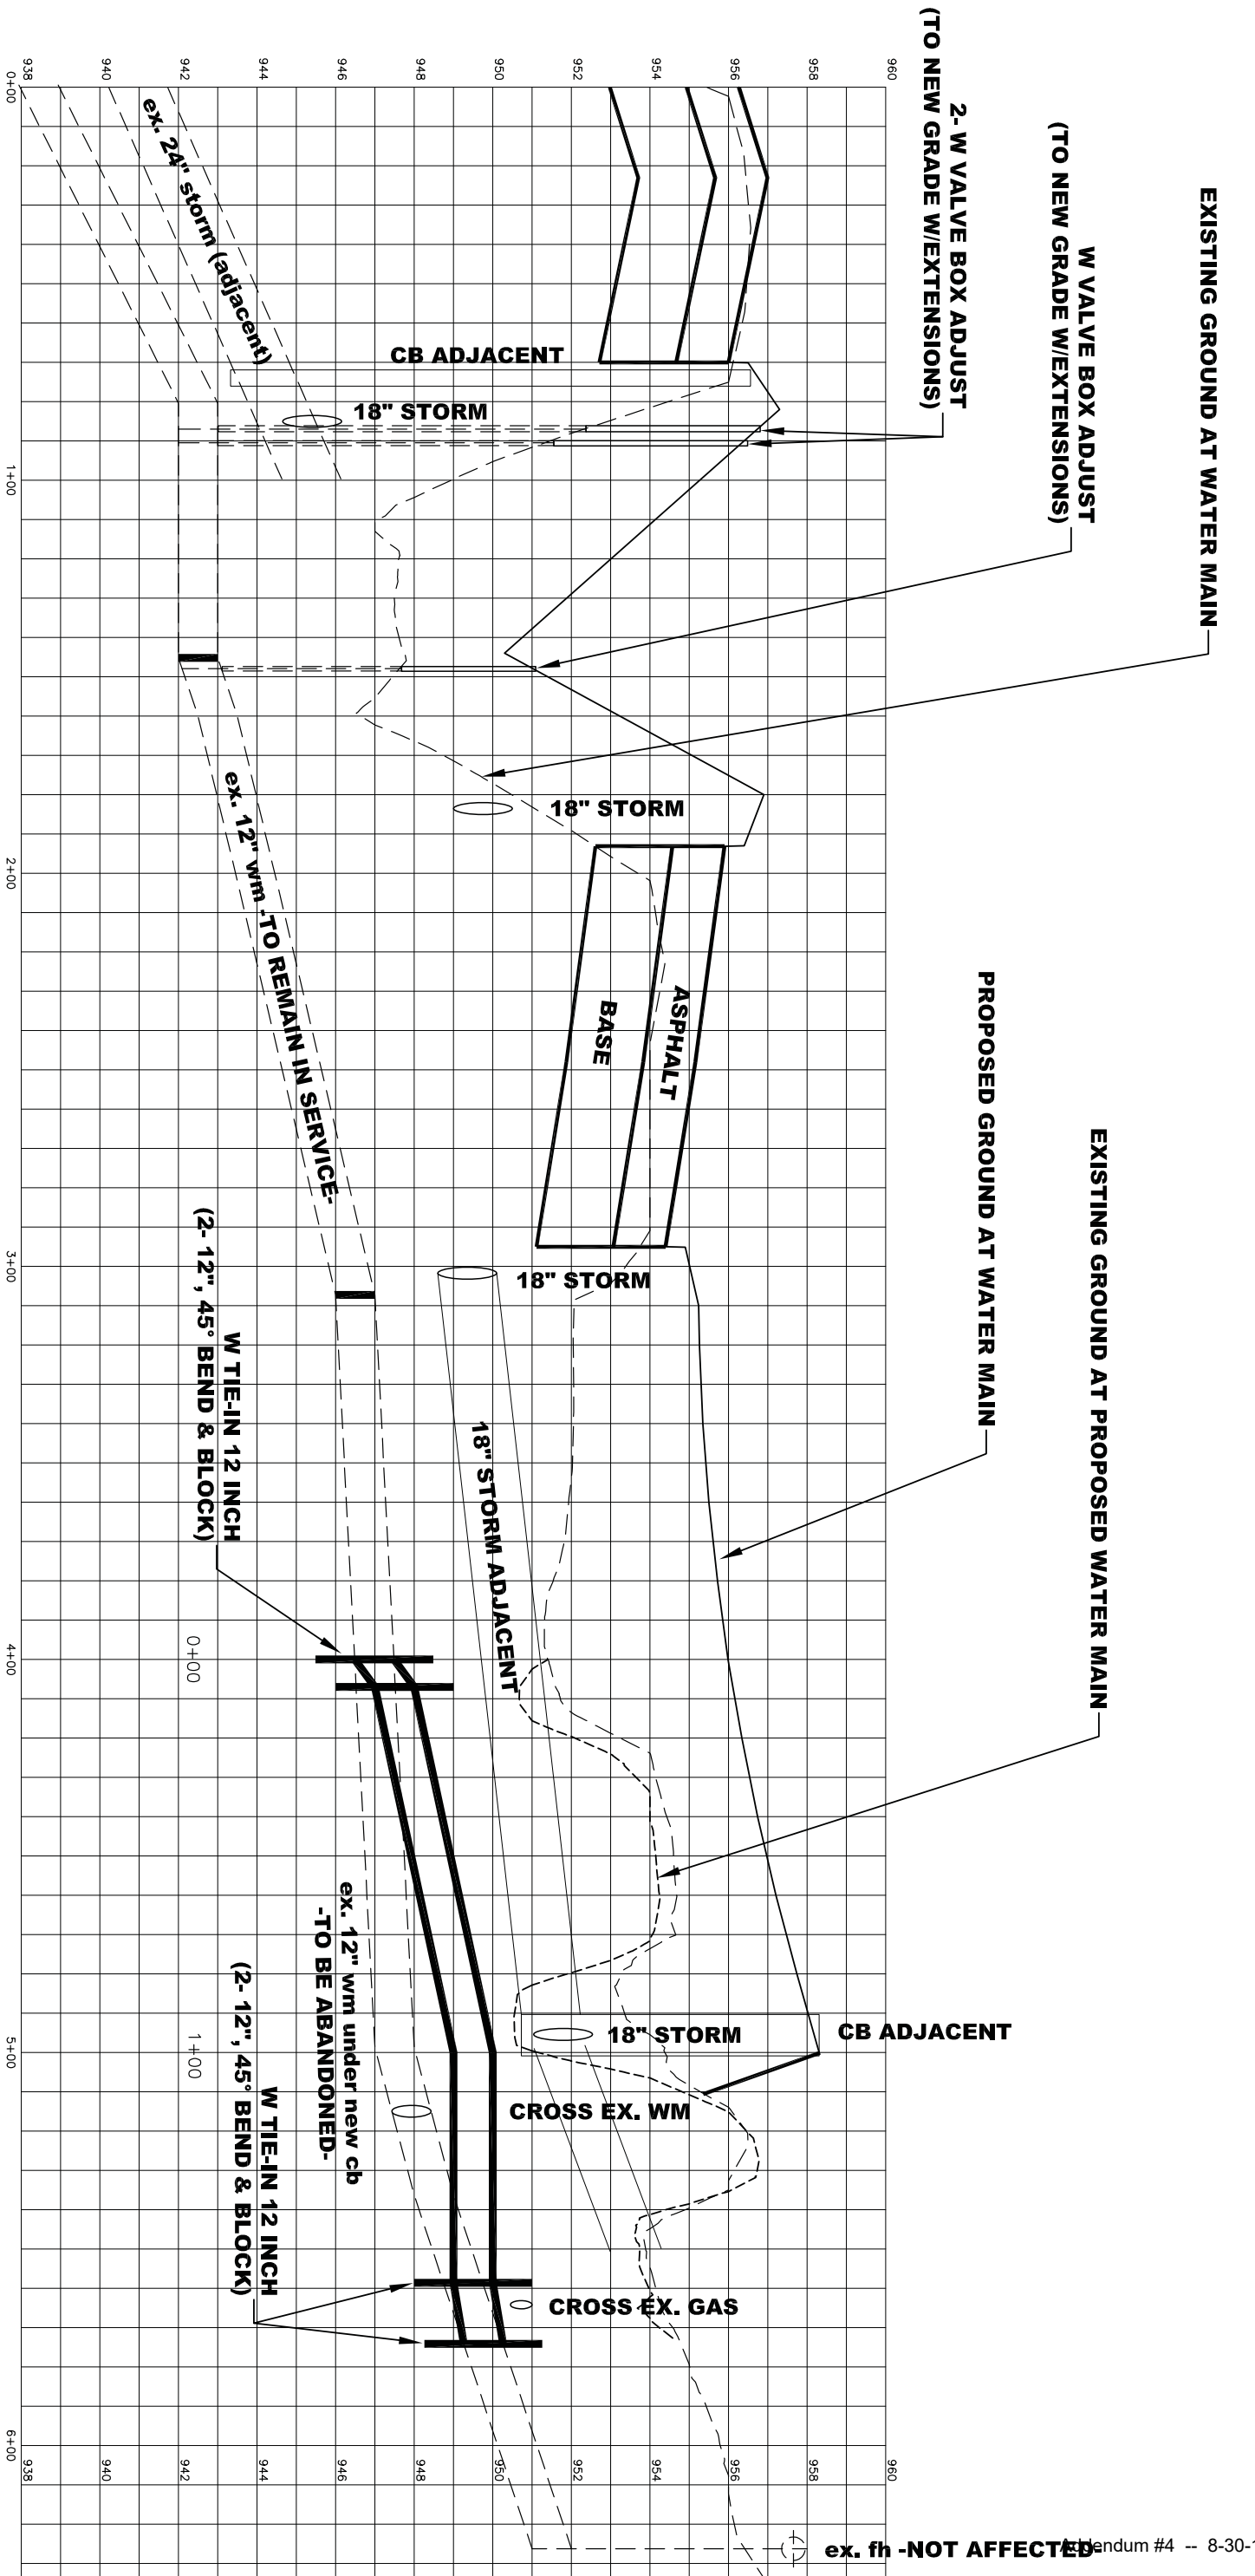 EXISTING GROUND AT WATER MAIN
W VALVE BOX ADJUST
(TO NEW GRADE W/EXTENSIONS)
2- W VALVE BOX ADJUST
(TO NEW GRADE W/EXTENSIONS)
EXISTING GROUND AT PROPOSED WATER MAIN
PROPOSED GROUND AT WATER MAIN
960
958
956
954
952
950
948
946
944
942
940
938
960
958
956
954
952
950
948
946
944
942
940
938
ex. 24" storm (adjacent)
CB ADJACENT
18" STORM
18" STORM
ASPHALT
BASE
ex. 12" wm -TO REMAIN IN SERVICE-
18" STORM
18" STORM ADJACENT
W TIE-IN 12 INCH
(2- 12", 45° BEND & BLOCK)
0+00
ex. 12" wm under new cb
-TO BE ABANDONED-
1+00
18" STORM
CB ADJACENT
CROSS EX. WM
W TIE-IN 12 INCH
(2- 12", 45° BEND & BLOCK)
CROSS EX. GAS
ex. fh -NOT AFFECTED-
Addendum #4 -- 8-30-1
0+00
1+00
2+00
3+00
4+00
5+00
6+00